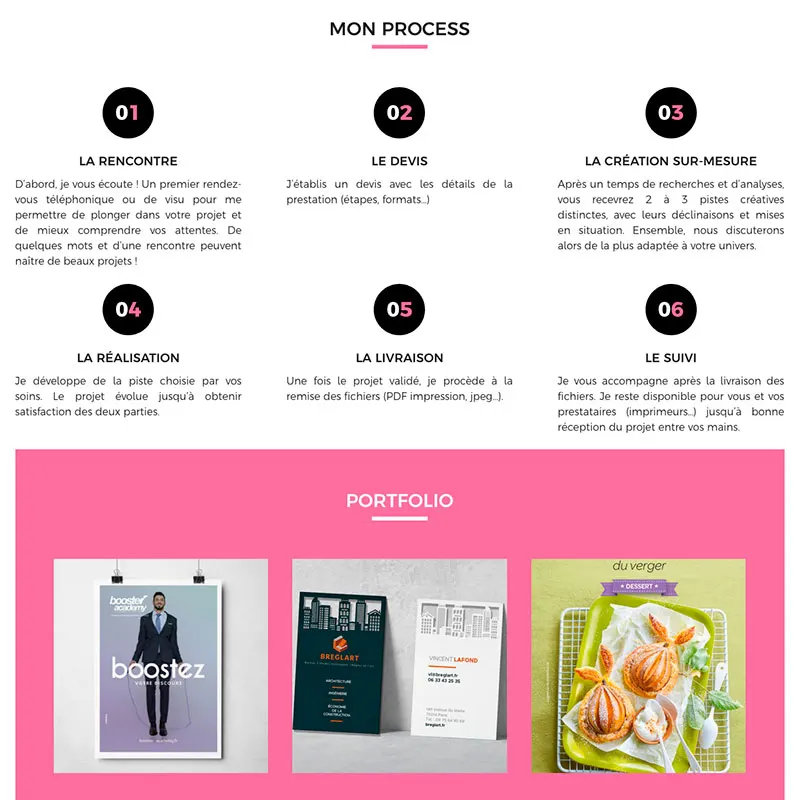 MON PROCESS
01
02
03
LA RENCONTRE
D'abord, je vous écoute ! Un premier rendez-
vous téléphonique ou de visu pour me
permettre de plonger dans votre projet et
de mieux comprendre vos attentes. De
quelques mots et d'une rencontre peuvent
naître de beaux projets !
LE DEVIS
J'établis un devis avec les détails de la
prestation (étapes, formats...)
LA CRÉATION SUR-MESURE
Après un temps de recherches et d'analyses,
vous recevrez 2 à 3 pistes créatives
distinctes, avec leurs déclinaisons et mises
en situation. Ensemble, nous discuterons
alors de la plus adaptée à votre univers.
04
05
06
LA RÉALISATION
Je développe de la piste choisie par vos
soins. Le projet évolue jusqu'à obtenir
satisfaction des deux parties.
LA LIVRAISON
Une fois le projet validé, je procède à la
remise des fichiers (PDF impression, jpeg...).
LE SUIVI
Je vous accompagne après la livraison des
fichiers. Je reste disponible pour vous et vos
prestataires (imprimeurs...) jusqu'à bonne
réception du projet entre vos mains.
PORTFOLIO
booster
academy
boostez
VOTRE DISCOURS
BREGLART
ARCHITECTURE
INGÉNIERIE
ÉCONOMIE
DE LA
CONSTRUCTION
VINCENT LAFOND
vl@breglart.fr
06 33 43 25 35
breglart.fr
du verger
DESSERT